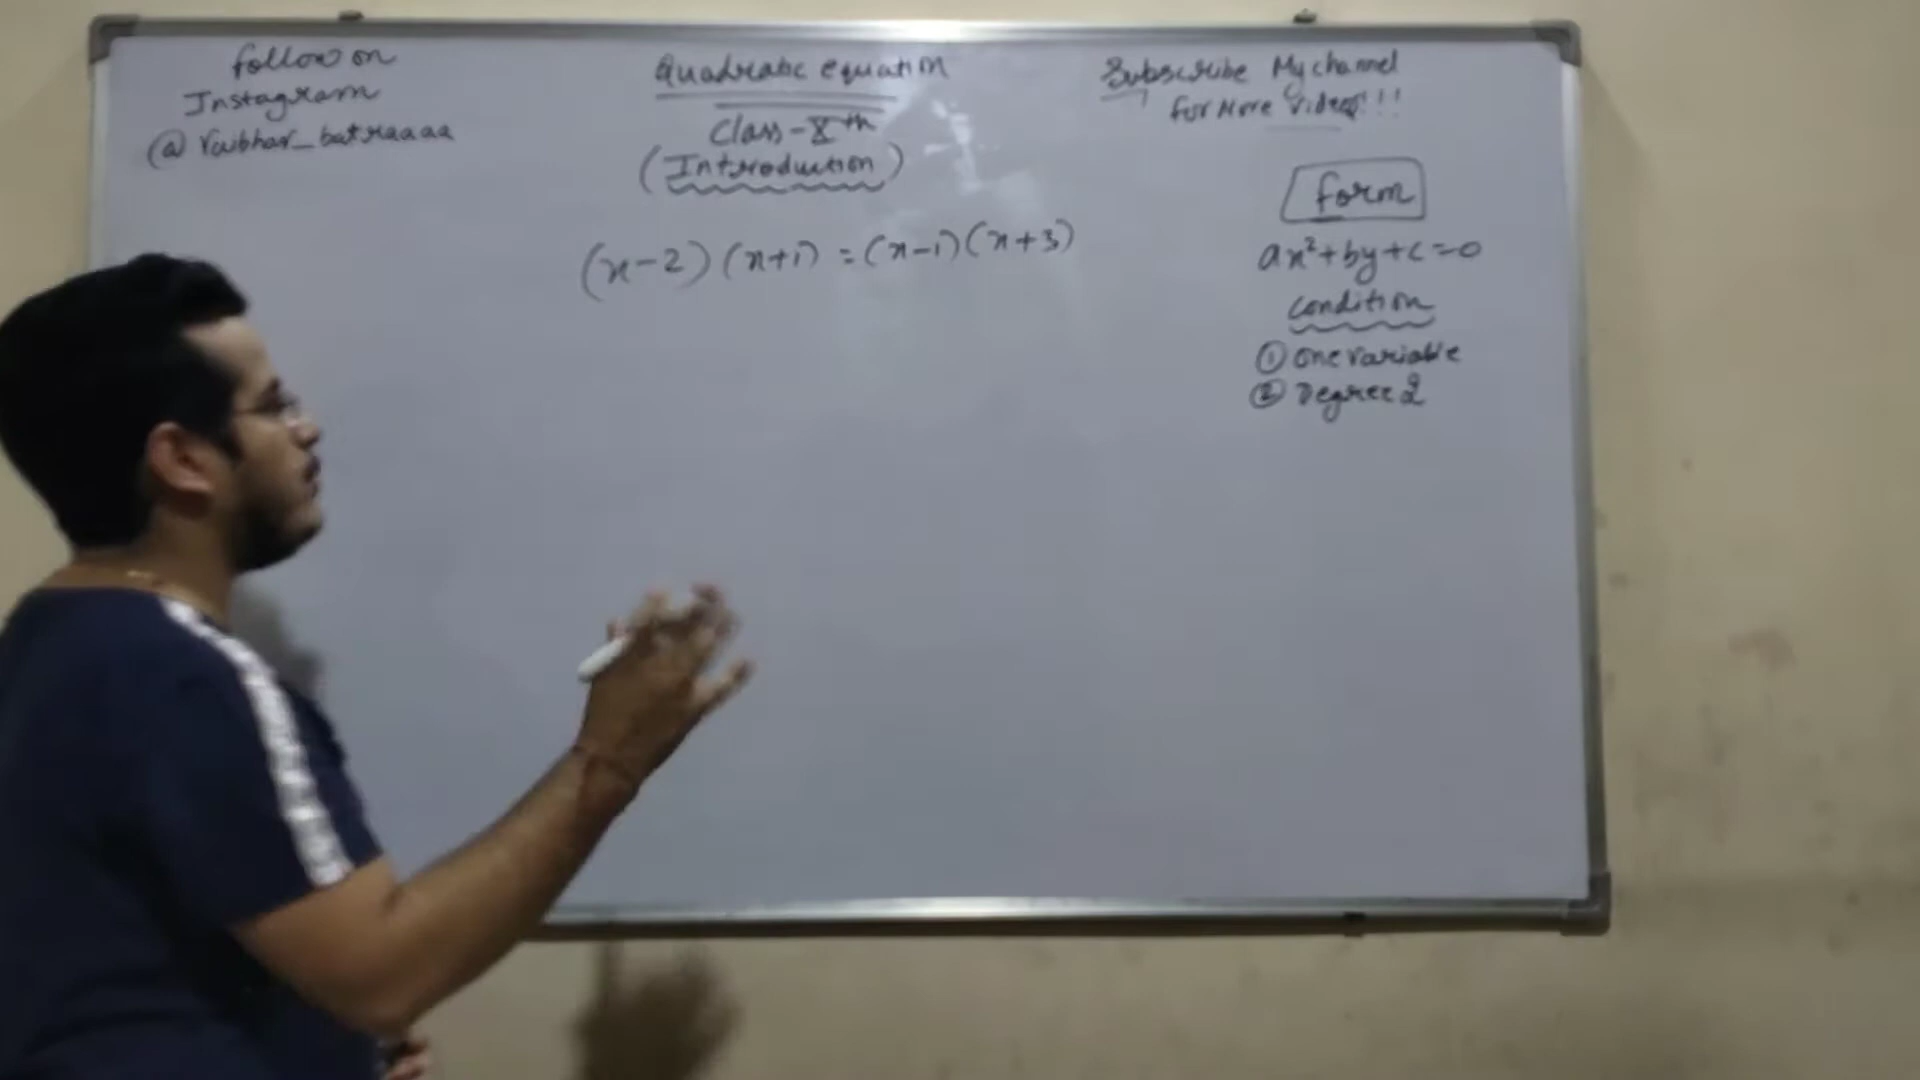 follow on
Instagram
@vaibhav_batraaaa
Quadratic equation
Class-Xth
(Introduction)
Subscribe My channel
for More videos!!!
(x-2)(x+1)=(x-1)(x+3)
form
ax²+by+c=0
condition
① one variable
② Degree 2